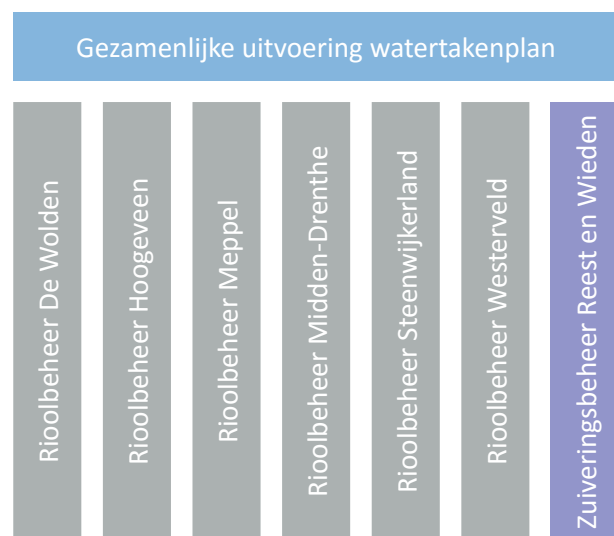 Gezamenlijke uitvoering watertakenplan
Rioolbeheer De Wolden
Rioolbeheer Hoogeveen
Rioolbeheer Meppel
Rioolbeheer Midden-Drenthe
Rioolbeheer Steenwijkerland
Rioolbeheer Westerveld
Zuiveringsbeheer Reest en Wieden